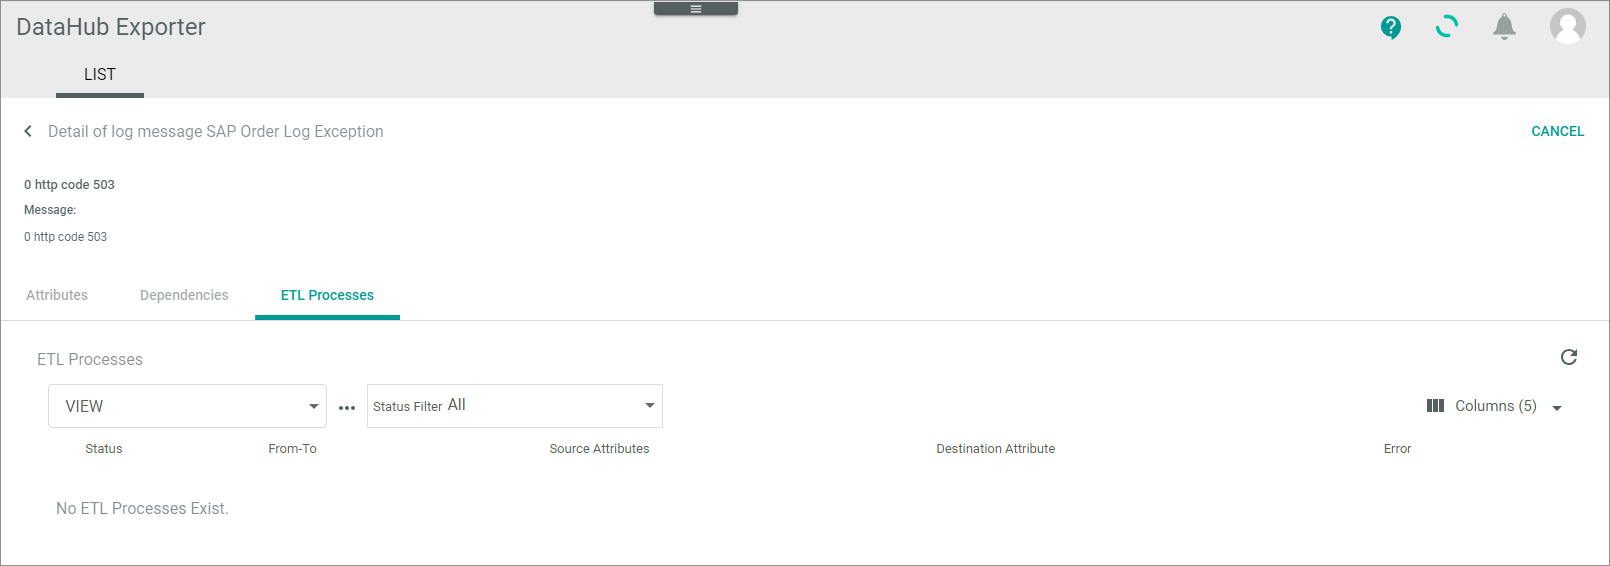 DataHub Exporter
LIST
Detail of log message SAP Order Log Exception
CANCEL
0 http code 503
Message:
0 http code 503
Attributes Dependencies ETL Processes
ETL Processes
VIEW Status Filter All Columns (5)
Status From-To Source Attributes Destination Attribute Error
No ETL Processes Exist.